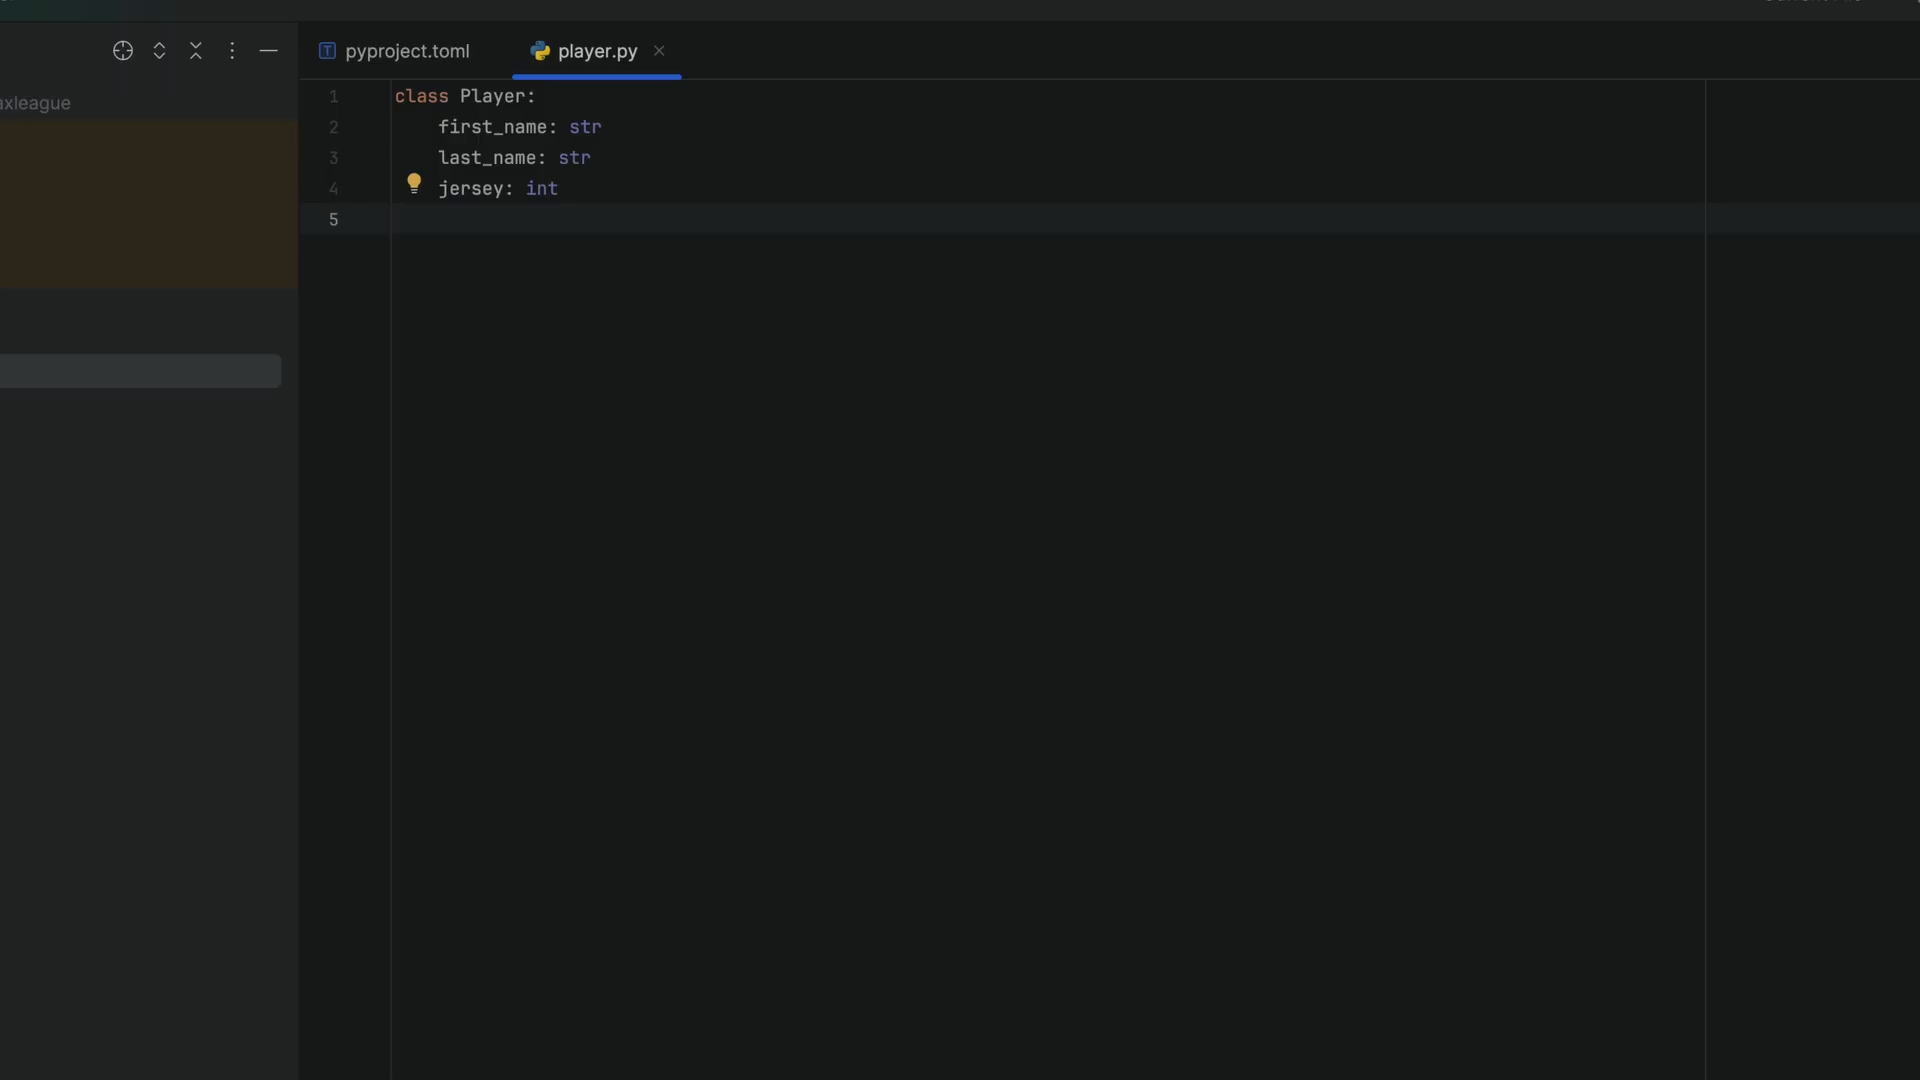 pyproject.toml
player.py
axleague
1 class Player:
2 first_name: str
3 last_name: str
4 jersey: int
5